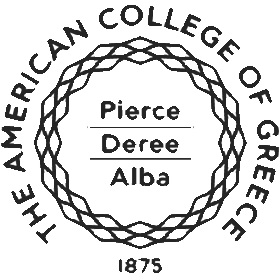 THE AMERICAN COLLEGE OF GREECE
Pierce
Deree
Alba
1875